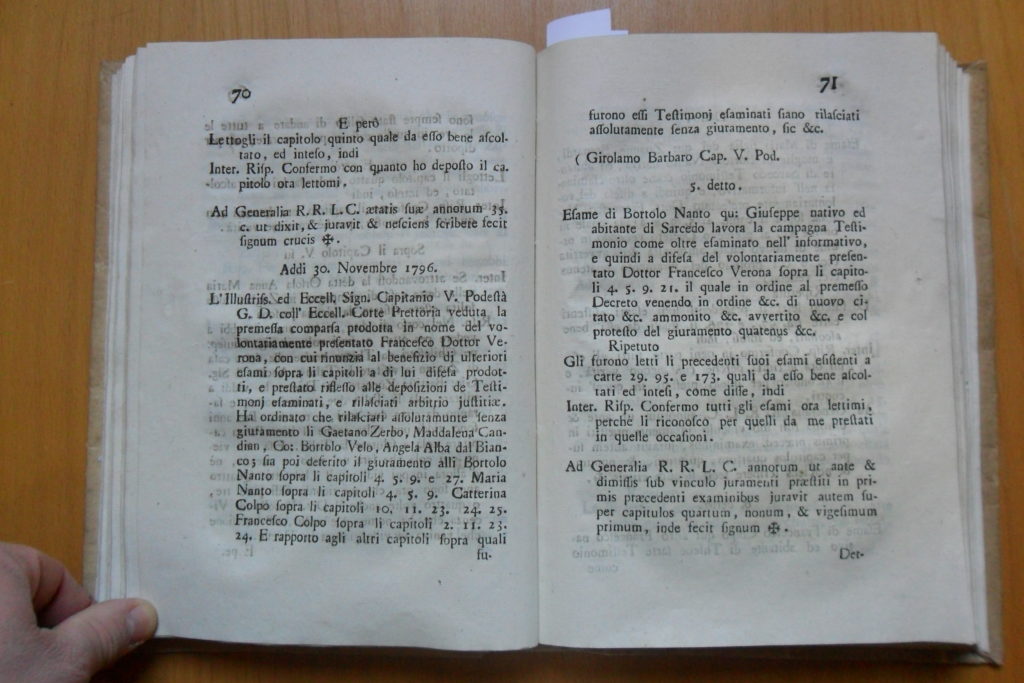 70
E però
Lettogli il capitolo quinto quale da eſſo bene aſcol-
tato, ed inteſo, indi
Inter. Riſp. Confermo con quanto ho depoſto il ca.
pitolo ora lettomi.
Ad Generalia R. R. L. C. ætatis ſuæ annorum 35.
c. ut dixit, & juravit & neſciens ſcribere fecit
ſignum crucis ✠.
Addi 30. Novembre 1796.
L'Illuſtriſs. ed Eccell. Sign. Capitanio V. Podeſtà
G. D. coll' Eccell. Corte Prettoria veduta la
premeſſa comparſa prodotta in nome del vo-
lontariamente preſentato Franceſco Dottor Ve-
rona, con cui rinunzia al benefizio di ulteriori
eſami ſopra li capitoli a di lui difeſa prodot-
ti, e preſtato rifleſſo alle depoſizioni de Teſti-
monj eſaminati, e rilaſciati arbitrio juſtitiæ.
Ha ordinato che rilaſciati aſſolutamunte ſenza
giuramento li Gaetano Zerbo, Maddalena Can-
dian, Co: Bortolo Velo, Angela Alba dal Bian-
co; ſia poi deferito il giuramento alli Bortolo
Nanto ſopra li capitoli 4. 5. 9. e 27. Maria
Nanto ſopra li capitoli 4. 5. 9. Catterina
Colpo ſopra li capitoli 10, 11. 23. 24. 25.
Franceſco Colpo ſopra li capitoli 2. 11. 23.
24. E rapporto agli altri capitoli ſopra quali
fu-
71
furono eſſi Teſtimonj eſaminati ſiano rilaſciati
aſſolutamente ſenza giuramento, ſic &c.
( Girolamo Barbaro Cap. V. Pod.
5. detto.
Eſame di Bortolo Nanto qu: Giuſeppe nativo ed
abitante di Sarcedo lavora la campagna Teſti-
monio come oltre eſaminato nell' informativo,
e quindi a difeſa del volontariamente preſen-
tato Dottor Franceſco Verona ſopra li capito-
li 4. 5. 9. 21. il quale in ordine al premeſſo
Decreto venendo in ordine &c. di nuovo ci-
tato &c. ammonito &c. avvertito &c. e col
proteſto del giuramento quatenus &c.
Ripetuto
Gli furono letti li precedenti ſuoi eſami eſiſtenti a
carte 29. 95. e 173. quali da eſſo bene aſcol-
tati ed inteſi, come diſſe, indi
Inter. Riſp. Confermo tutti gli eſami ora lettimi,
perchè li riconoſco per quelli da me preſtati
in quelle occaſioni.
Ad Generalia R. R. L. C. annorum ut ante &
dimiſſis ſub vinculo juramenti præſtiti in pri-
mis præcedenti examinibus juravit autem ſu-
per capitulos quartum, nonum, & vigeſimum
primum, inde fecit ſignum ✠.
Det-